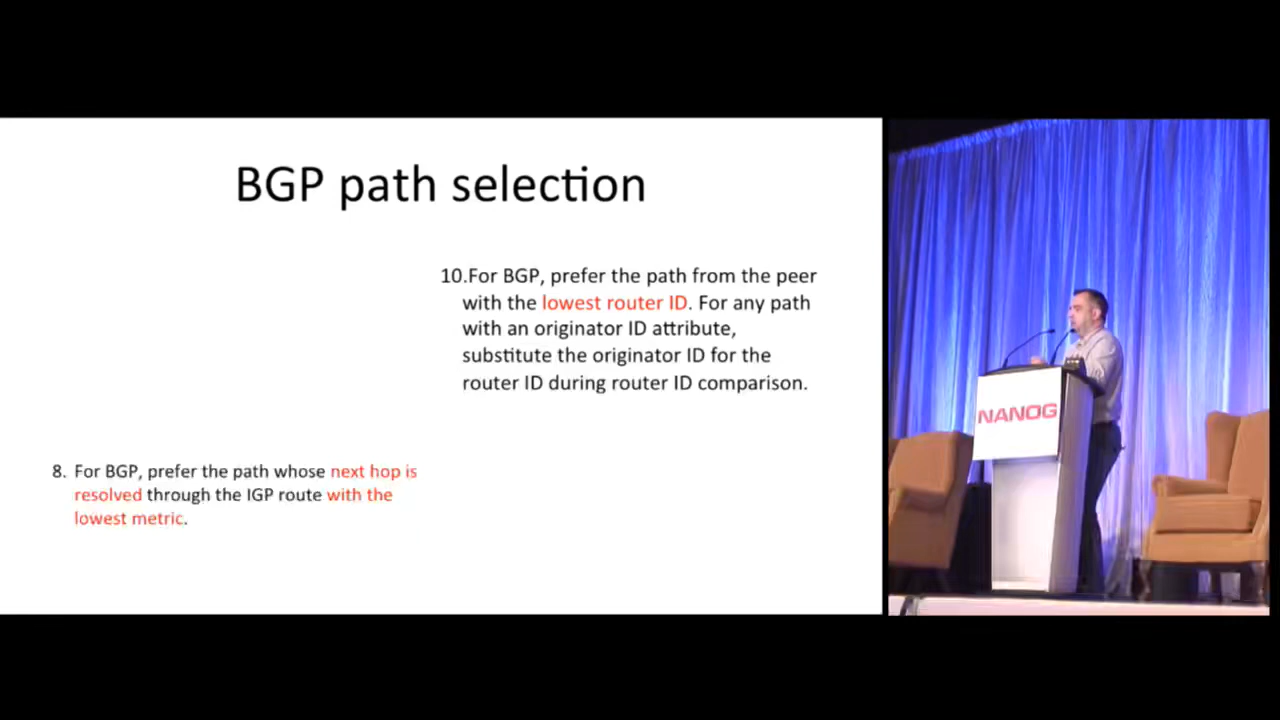 BGP path selection
10.For BGP, prefer the path from the peer
with the lowest router ID. For any path
with an originator ID attribute,
substitute the originator ID for the
router ID during router ID comparison.
8. For BGP, prefer the path whose next hop is
resolved through the IGP route with the
lowest metric.
NANOG